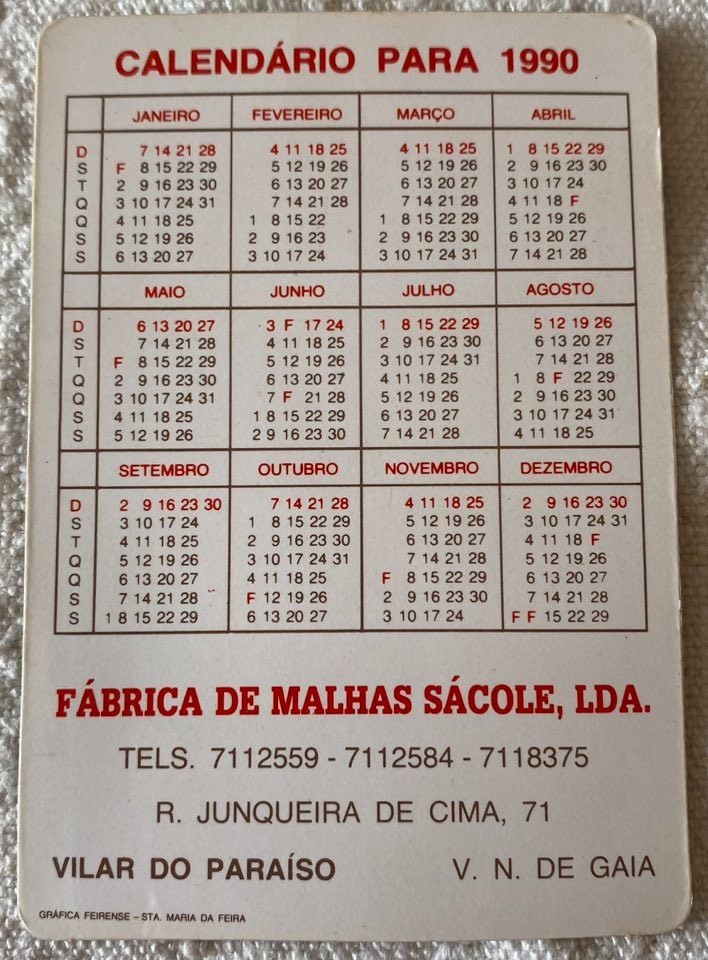 CALENDÁRIO PARA 1990
JANEIRO FEVEREIRO MARÇO ABRIL
D 7 14 21 28 4 11 18 25 4 11 18 25 1 8 15 22 29
S F 8 15 22 29 5 12 19 26 5 12 19 26 2 9 16 23 30
T 2 9 16 23 30 6 13 20 27 6 13 20 27 3 10 17 24
Q 3 10 17 24 31 7 14 21 28 7 14 21 28 4 11 18 F
Q 4 11 18 25 1 8 15 22 1 8 15 22 29 5 12 19 26
S 5 12 19 26 2 9 16 23 2 9 16 23 30 6 13 20 27
S 6 13 20 27 3 10 17 24 3 10 17 24 31 7 14 21 28
MAIO JUNHO JULHO AGOSTO
D 6 13 20 27 3 F 17 24 1 8 15 22 29 5 12 19 26
S 7 14 21 28 4 11 18 25 2 9 16 23 30 6 13 20 27
T F 8 15 22 29 5 12 19 26 3 10 17 24 31 7 14 21 28
Q 2 9 16 23 30 6 13 20 27 4 11 18 25 1 8 F 22 29
Q 3 10 17 24 31 7 F 21 28 5 12 19 26 2 9 16 23 30
S 4 11 18 25 1 8 15 22 29 6 13 20 27 3 10 17 24 31
S 5 12 19 26 2 9 16 23 30 7 14 21 28 4 11 18 25
SETEMBRO OUTUBRO NOVEMBRO DEZEMBRO
D 2 9 16 23 30 7 14 21 28 4 11 18 25 2 9 16 23 30
S 3 10 17 24 1 8 15 22 29 5 12 19 26 3 10 17 24 31
T 4 11 18 25 2 9 16 23 30 6 13 20 27 4 11 18 F
Q 5 12 19 26 3 10 17 24 31 7 14 21 28 5 12 19 26
Q 6 13 20 27 4 11 18 25 F 8 15 22 29 6 13 20 27
S 7 14 21 28 F 12 19 26 2 9 16 23 30 7 14 21 28
S 1 8 15 22 29 6 13 20 27 3 10 17 24 F F 15 22 29
FÁBRICA DE MALHAS SÁCOLE, LDA.
TELS. 7112559 - 7112584 - 7118375
R. JUNQUEIRA DE CIMA, 71
VILAR DO PARAÍSO V. N. DE GAIA
GRÁFICA FEIRENSE – STA. MARIA DA FEIRA